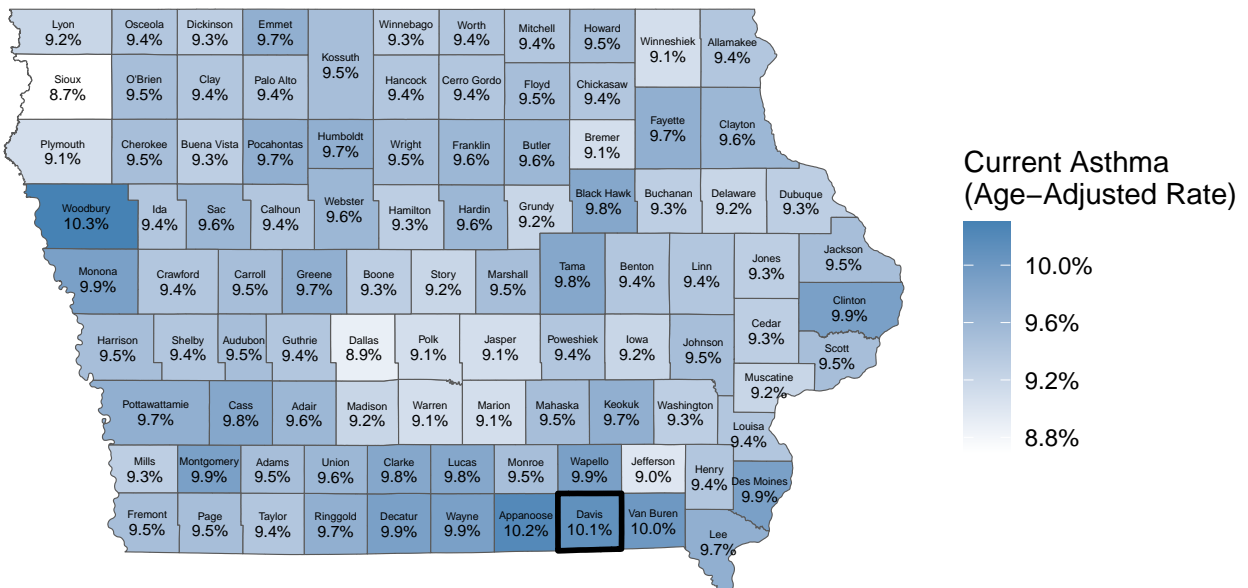 Lyon
9.2%
Osceola
9.4%
Dickinson
9.3%
Emmet
9.7%
Kossuth
9.5%
Winnebago
9.3%
Worth
9.4%
Mitchell
9.4%
Howard
9.5%
Winneshiek
9.1%
Allamakee
9.4%
Sioux
8.7%
O'Brien
9.5%
Clay
9.4%
Palo Alto
9.4%
Hancock
9.4%
Cerro Gordo
9.4%
Floyd
9.5%
Chickasaw
9.4%
Fayette
9.7%
Clayton
9.6%
Plymouth
9.1%
Cherokee
9.5%
Buena Vista
9.3%
Pocahontas
9.7%
Humboldt
9.7%
Wright
9.5%
Franklin
9.6%
Butler
9.6%
Bremer
9.1%
Woodbury
10.3%
Ida
9.4%
Sac
9.6%
Calhoun
9.4%
Webster
9.6%
Hamilton
9.3%
Hardin
9.6%
Grundy
9.2%
Black Hawk
9.8%
Buchanan
9.3%
Delaware
9.2%
Dubuque
9.3%
Monona
9.9%
Crawford
9.4%
Carroll
9.5%
Greene
9.7%
Boone
9.3%
Story
9.2%
Marshall
9.5%
Tama
9.8%
Benton
9.4%
Linn
9.4%
Jones
9.3%
Jackson
9.5%
Clinton
9.9%
Harrison
9.5%
Shelby
9.4%
Audubon
9.5%
Guthrie
9.4%
Dallas
8.9%
Polk
9.1%
Jasper
9.1%
Poweshiek
9.4%
Iowa
9.2%
Johnson
9.5%
Cedar
9.3%
Scott
9.5%
Muscatine
9.2%
Pottawattamie
9.7%
Cass
9.8%
Adair
9.6%
Madison
9.2%
Warren
9.1%
Marion
9.1%
Mahaska
9.5%
Keokuk
9.7%
Washington
9.3%
Louisa
9.4%
Mills
9.3%
Montgomery
9.9%
Adams
9.5%
Union
9.6%
Clarke
9.8%
Lucas
9.8%
Monroe
9.5%
Wapello
9.9%
Jefferson
9.0%
Henry
9.4%
Des Moines
9.9%
Fremont
9.5%
Page
9.5%
Taylor
9.4%
Ringgold
9.7%
Decatur
9.9%
Wayne
9.9%
Appanoose
10.2%
Davis
10.1%
Van Buren
10.0%
Lee
9.7%
Current Asthma
(Age−Adjusted Rate)
10.0%
9.6%
9.2%
8.8%